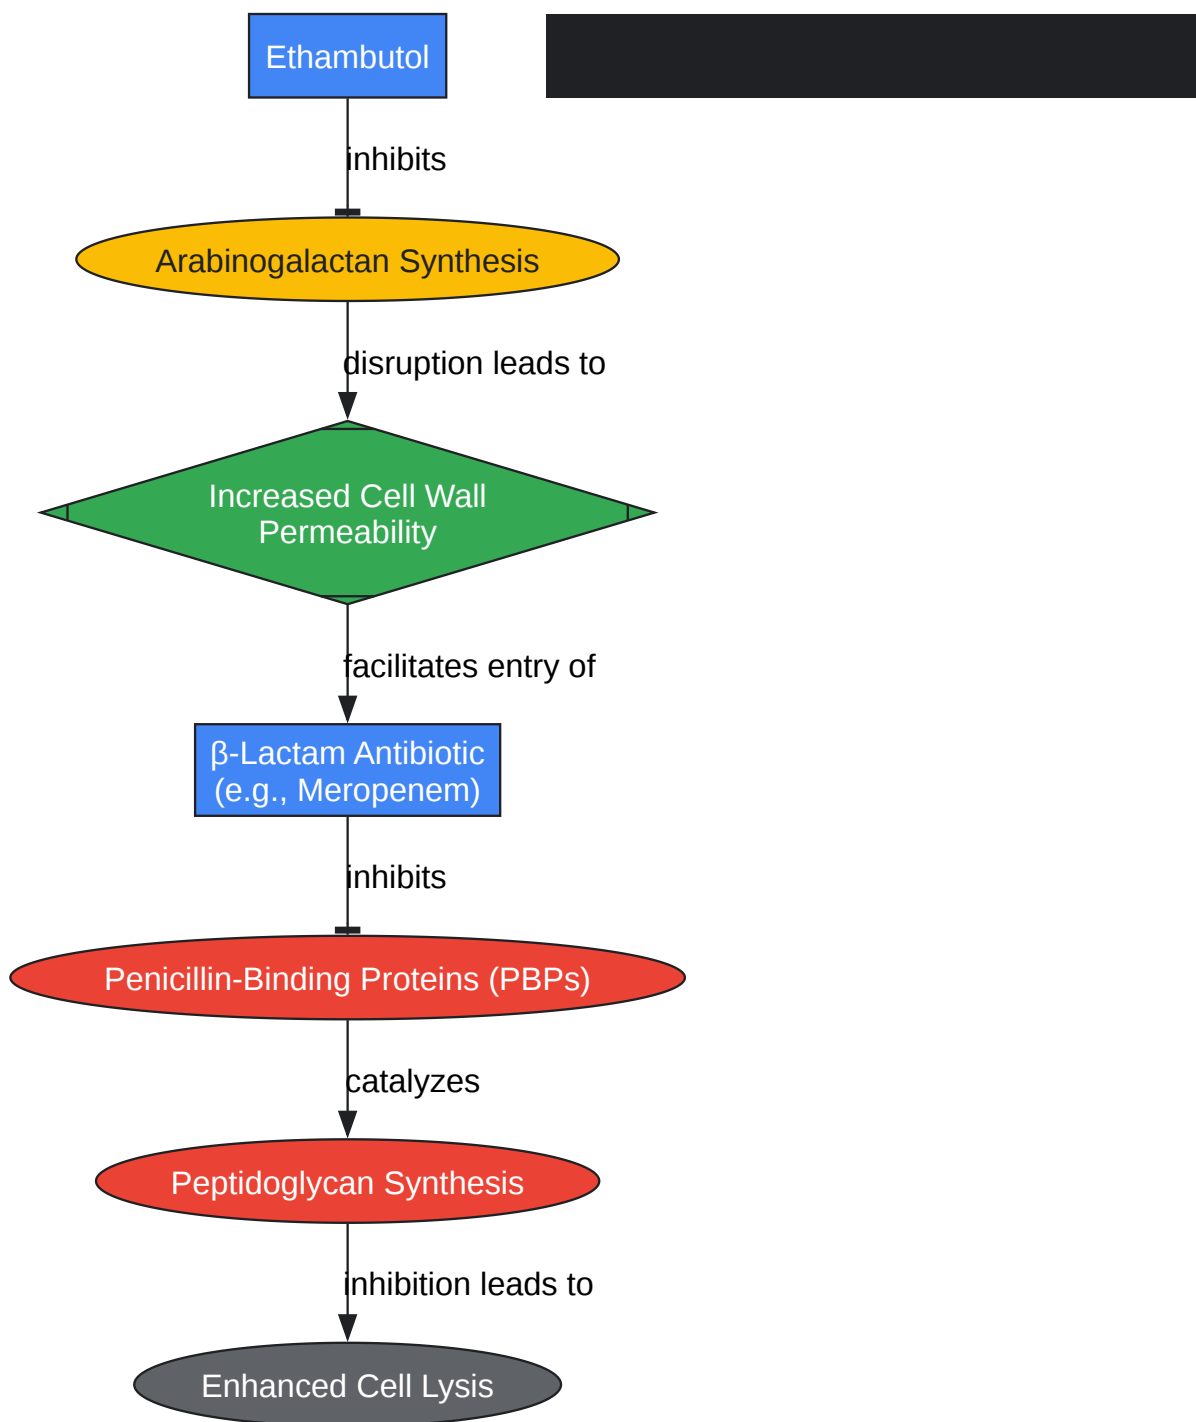 Ethambutol
inhibits
Arabinogalactan Synthesis
disruption leads to
Increased Cell Wall
Permeability
facilitates entry of
β-Lactam Antibiotic
(e.g., Meropenem)
inhibits
Penicillin-Binding Proteins (PBPs)
catalyzes
Peptidoglycan Synthesis
inhibition leads to
Enhanced Cell Lysis